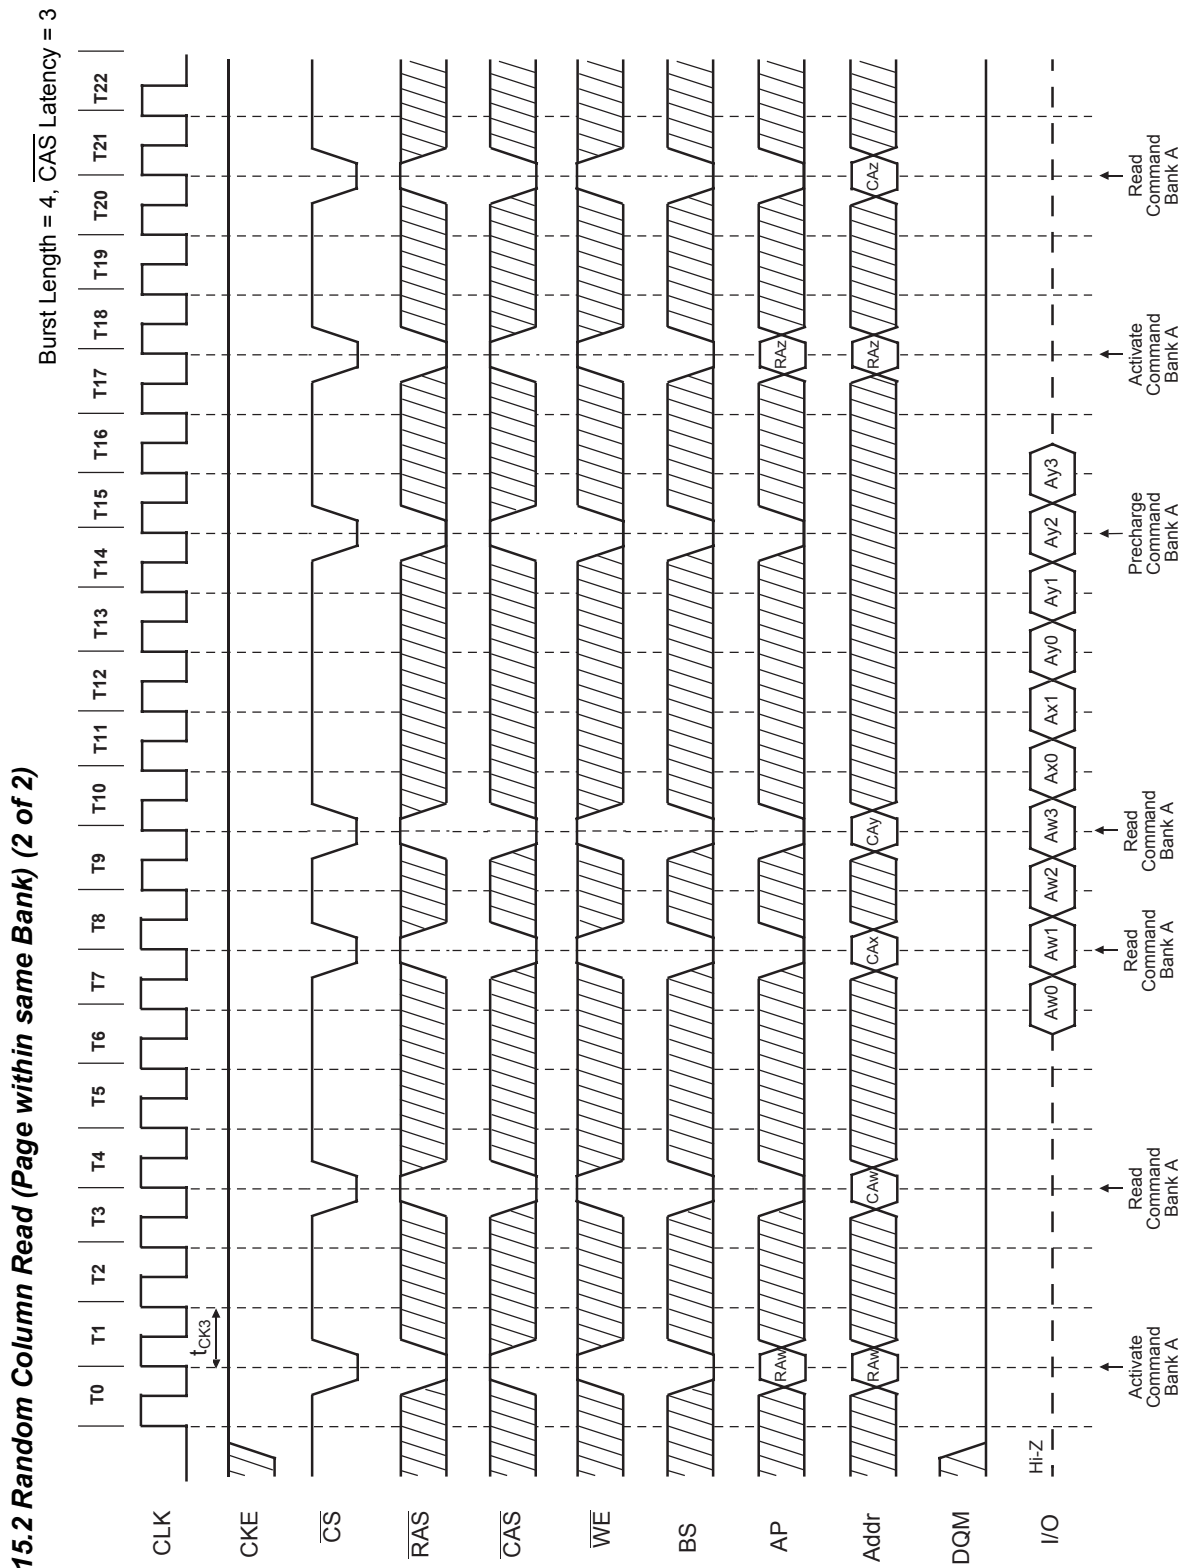 15.2 Random Column Read (Page within same Bank) (2 of 2)
Burst Length = 4, CAS Latency = 3
T0 T1 T2 T3 T4 T5 T6 T7 T8 T9 T10 T11 T12 T13 T14 T15 T16 T17 T18 T19 T20 T21 T22
CLK
tCK3
CKE
CS
RAS
CAS
WE
BS
AP
RAw RAz
Addr
RAw CAw CAx CAy RAz CAz
DQM
I/O
Hi-Z
Aw0 Aw1 Aw2 Aw3 Ax0 Ax1 Ay0 Ay1 Ay2 Ay3
Activate
Command
Bank A
Read
Command
Bank A
Read
Command
Bank A
Read
Command
Bank A
Precharge
Command
Bank A
Activate
Command
Bank A
Read
Command
Bank A